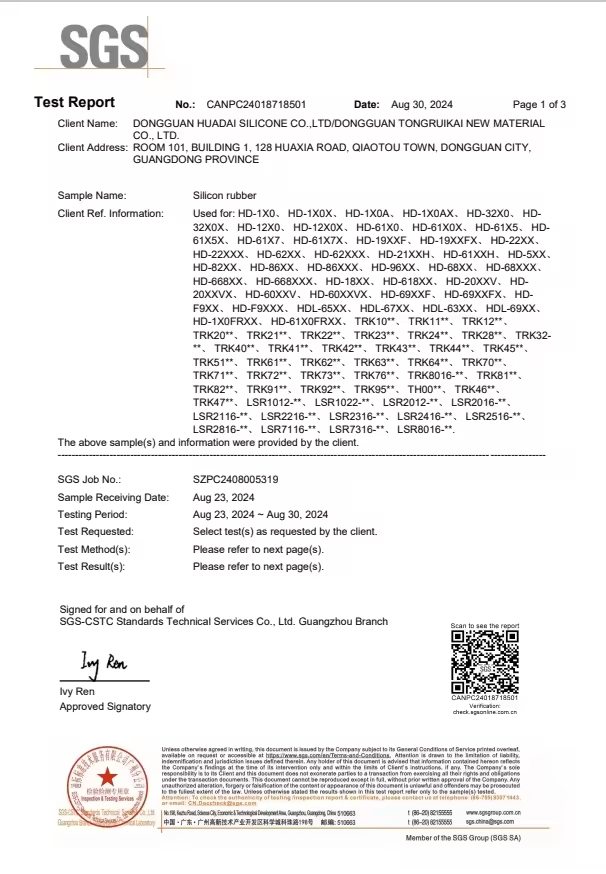 SGS
Test Report No.: CANPC24018718501 Date: Aug 30, 2024 Page 1 of 3
Client Name: DONGGUAN HUADAI SILICONE CO.,LTD/DONGGUAN TONGRUIKAI NEW MATERIAL
CO., LTD.
Client Address: ROOM 101, BUILDING 1, 128 HUAXIA ROAD, QIAOTOU TOWN, DONGGUAN CITY,
GUANGDONG PROVINCE
Sample Name: Silicon rubber
Client Ref. Information: Used for: HD-1X0、 HD-1X0X、 HD-1X0A、 HD-1X0AX、 HD-32X0、 HD-
32X0X、 HD-12X0、 HD-12X0X、 HD-61X0、 HD-61X0X、 HD-61X5、 HD-
61X5X、 HD-61X7、 HD-61X7X、 HD-19XXF、 HD-19XXFX、 HD-22XX、
HD-22XXX、 HD-62XX、 HD-62XXX、 HD-21XXH、 HD-61XXH、 HD-5XX、
HD-82XX、 HD-86XX、 HD-86XXX、 HD-96XX、 HD-68XX、 HD-68XXX、
HD-668XX、 HD-668XXX、 HD-18XX、 HD-618XX、 HD-20XXV、 HD-
20XXVX、 HD-60XXV、 HD-60XXVX、 HD-69XXF、 HD-69XXFX、 HD-
F9XX、 HD-F9XXX、 HDL-65XX、 HDL-67XX、 HDL-63XX、 HDL-69XX、
HD-1X0FRXX、 HD-61X0FRXX、 TRK10**、 TRK11**、 TRK12**、
TRK20**、 TRK21**、 TRK22**、 TRK23**、 TRK24**、 TRK28**、 TRK32-
**、 TRK40**、 TRK41**、 TRK42**、 TRK43**、 TRK44**、 TRK45**、
TRK51**、 TRK61**、 TRK62**、 TRK63**、 TRK64**、 TRK70**、
TRK71**、 TRK72**、 TRK73**、 TRK76**、 TRK8016-**、 TRK81**、
TRK82**、 TRK91**、 TRK92**、 TRK95**、 TH00**、 TRK46**、
TRK47**、 LSR1012-**、 LSR1022-**、 LSR2012-**、 LSR2016-**、
LSR2116-**、 LSR2216-**、 LSR2316-**、 LSR2416-**、 LSR2516-**、
LSR2816-**、 LSR7116-**、 LSR7316-**、 LSR8016-**.
The above sample(s) and information were provided by the client.
SGS Job No.: SZPC2408005319
Sample Receiving Date: Aug 23, 2024
Testing Period: Aug 23, 2024 ~ Aug 30, 2024
Test Requested: Select test(s) as requested by the client.
Test Method(s): Please refer to next page(s).
Test Result(s): Please refer to next page(s).
Signed for and on behalf of
SGS-CSTC Standards Technical Services Co., Ltd. Guangzhou Branch
Ivy Ren
Ivy Ren
Approved Signatory
Scan to see the report
SGS
CANPC24018718501
Verification:
check.sgsonline.com.cn
检验检测专用章
Inspection & Testing Services
Unless otherwise agreed in writing, this document is issued by the Company subject to its General Conditions of Service printed overleaf,
available on request or accessible at https://www.sgs.com/en/Terms-and-Conditions. Attention is drawn to the limitation of liability,
indemnification and jurisdiction issues defined therein. Any holder of this document is advised that information contained hereon reflects
the Company's findings at the time of its intervention only and within the limits of Client's instructions, if any. The Company's sole
responsibility is to its Client and this document does not exonerate parties to a transaction from exercising all their rights and obligations
under the transaction documents. This document cannot be reproduced except in full, without prior written approval of the Company. Any
unauthorized alteration, forgery or falsification of the content or appearance of this document is unlawful and offenders may be prosecuted
to the fullest extent of the law. Unless otherwise stated the results shown in this test report refer only to the sample(s) tested.
Attention: To check the authenticity of testing /inspection report & certificate, please contact us at telephone: (86-755) 8307 1443,
or email: CN.Doccheck@sgs.com
No.198, Kezhu Road, Science City, Economic & Technological Development Area, Guangzhou, Guangdong, China 510663 t (86-20) 82155555 www.sgsgroup.com.cn
中国·广东·广州高新技术产业开发区科学城科珠路198号 邮编: 510663 t (86-20) 82155555 sgs.china@sgs.com
Member of the SGS Group (SGS SA)